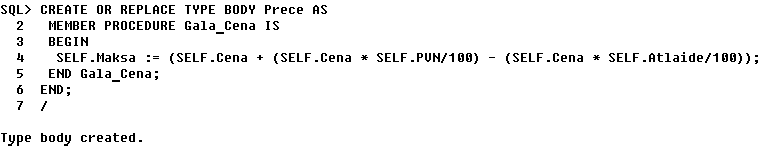 SQL> CREATE OR REPLACE TYPE BODY Prece AS
  2   MEMBER PROCEDURE Gala_Cena IS
  3   BEGIN
  4    SELF.Maksa := (SELF.Cena + (SELF.Cena * SELF.PVN/100) - (SELF.Cena * SELF.Atlaide/100));
  5   END Gala_Cena;
  6  END;
  7  /
Type body created.